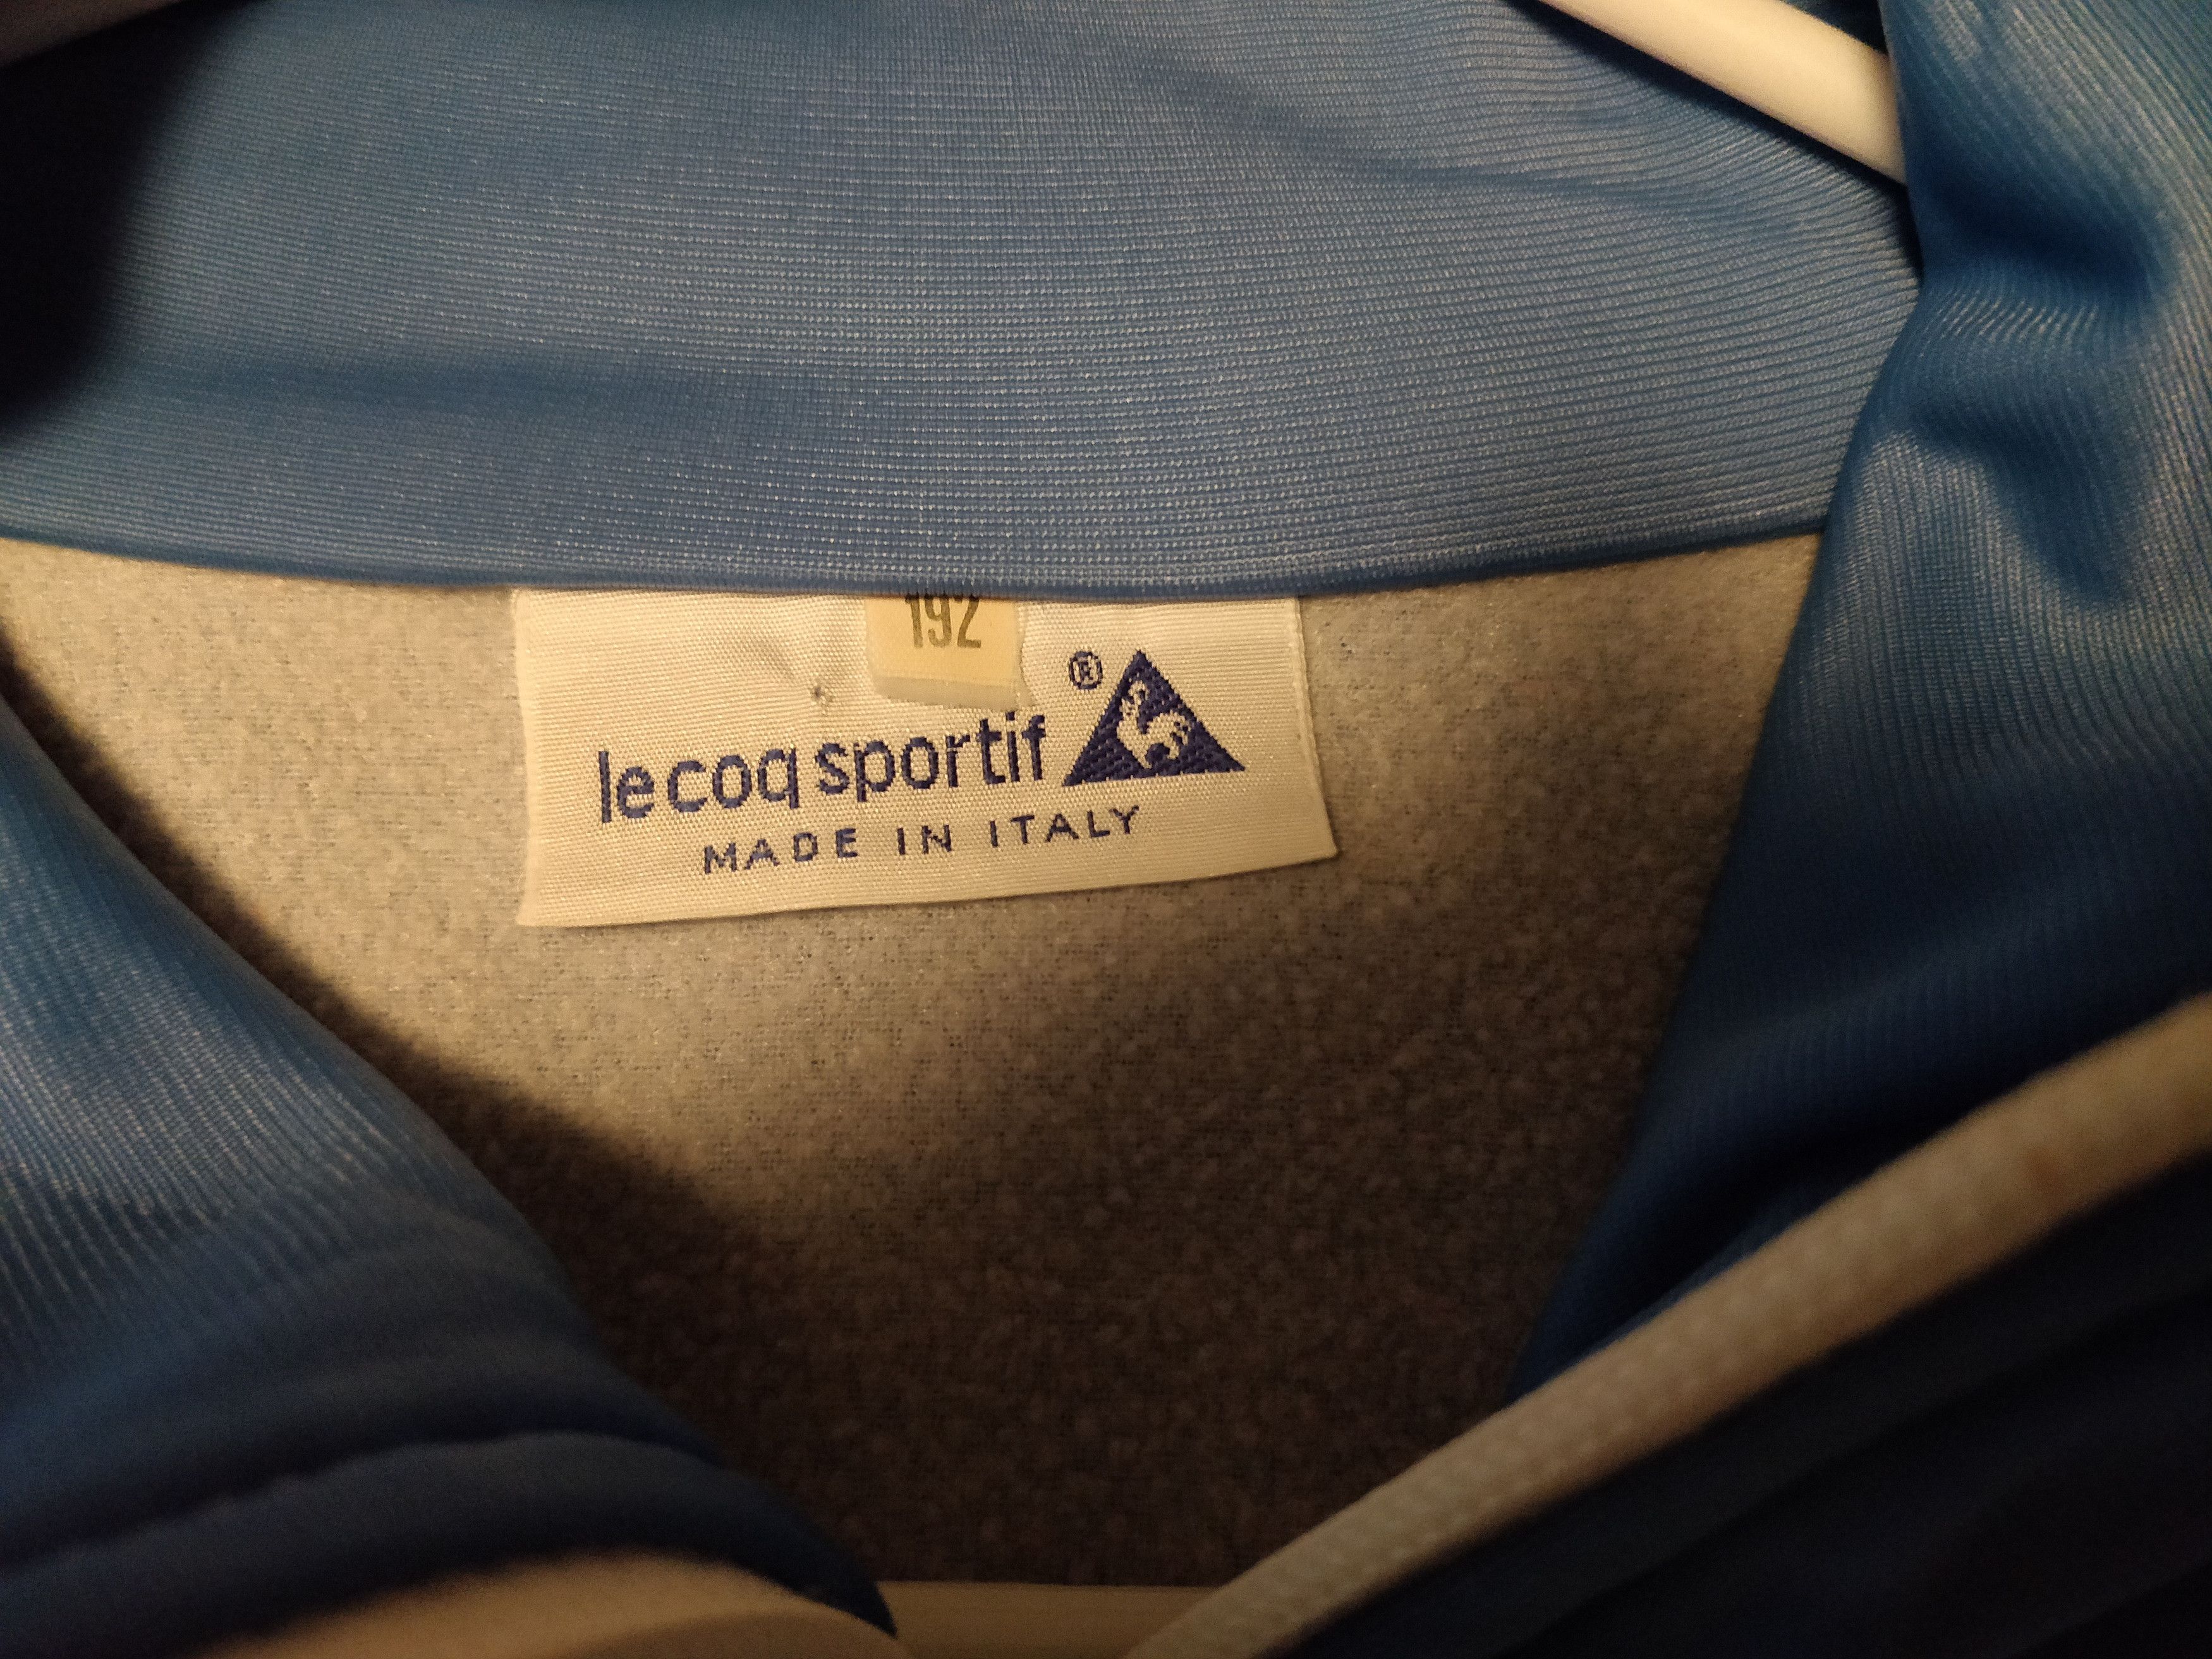 192
®
le coq sportif
MADE IN ITALY